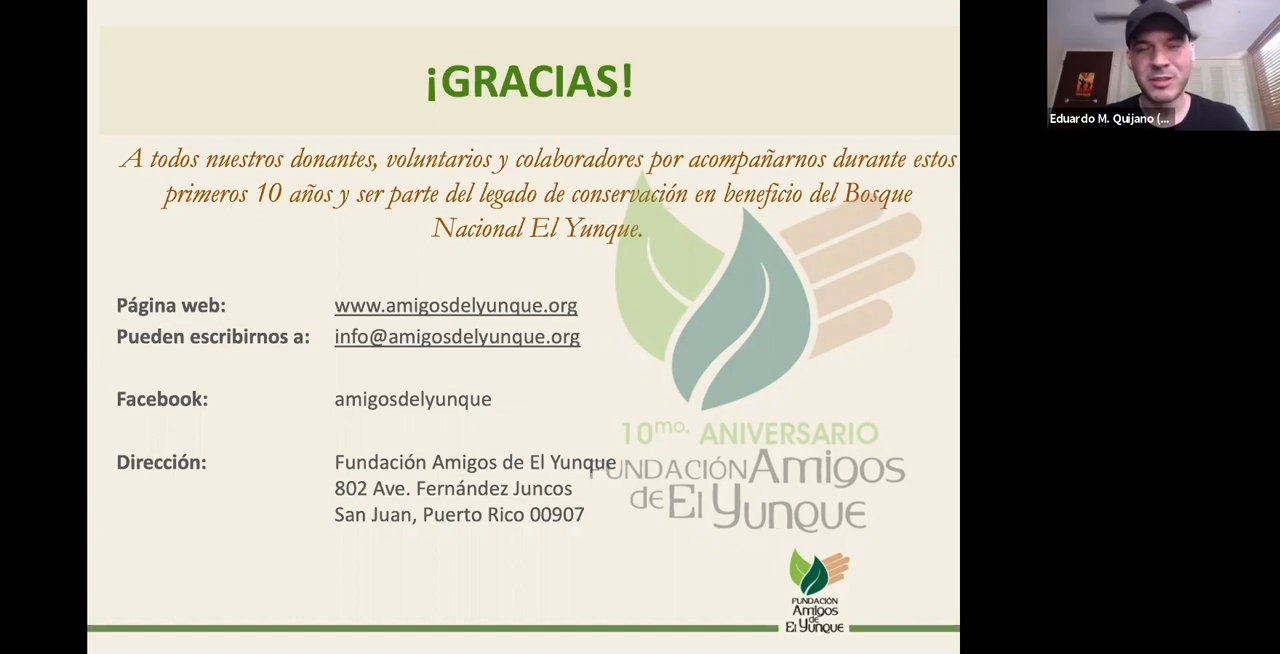 ¡GRACIAS!
A todos nuestros donantes, voluntarios y colaboradores por acompañarnos durante estos
primeros 10 años y ser parte del legado de conservación en beneficio del Bosque
Nacional El Yunque.
Página web: www.amigosdelyunque.org
Pueden escribirnos a: info@amigosdelyunque.org
Facebook: amigosdelyunque
Dirección: Fundación Amigos de El Yunque
802 Ave. Fernández Juncos
San Juan, Puerto Rico 00907
10mo. ANIVERSARIO
FUNDACIÓN Amigos
de El Yunque
FUNDACIÓN
Amigos
de
El Yunque
Eduardo M. Quijano (...